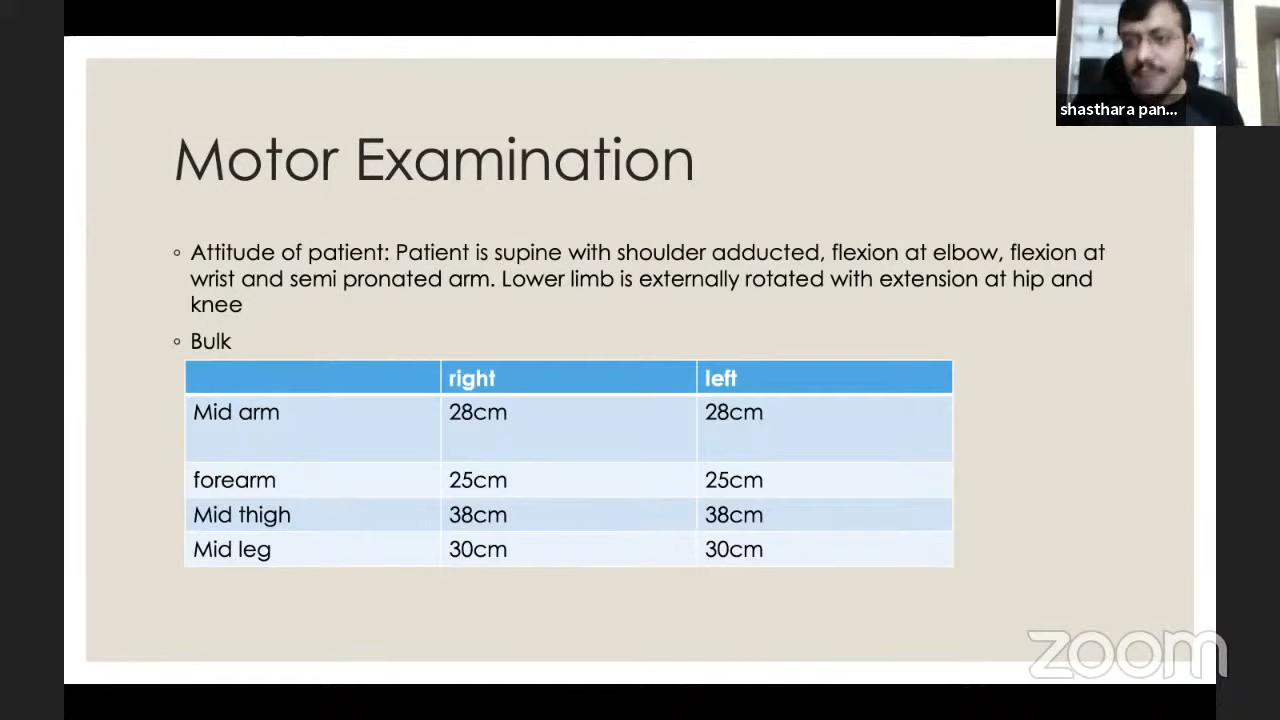 shasthara pan...
Motor Examination
◦ Attitude of patient: Patient is supine with shoulder adducted, flexion at elbow, flexion at
wrist and semi pronated arm. Lower limb is externally rotated with extension at hip and
knee
◦ Bulk
right left
Mid arm 28cm 28cm
forearm 25cm 25cm
Mid thigh 38cm 38cm
Mid leg 30cm 30cm
zoom